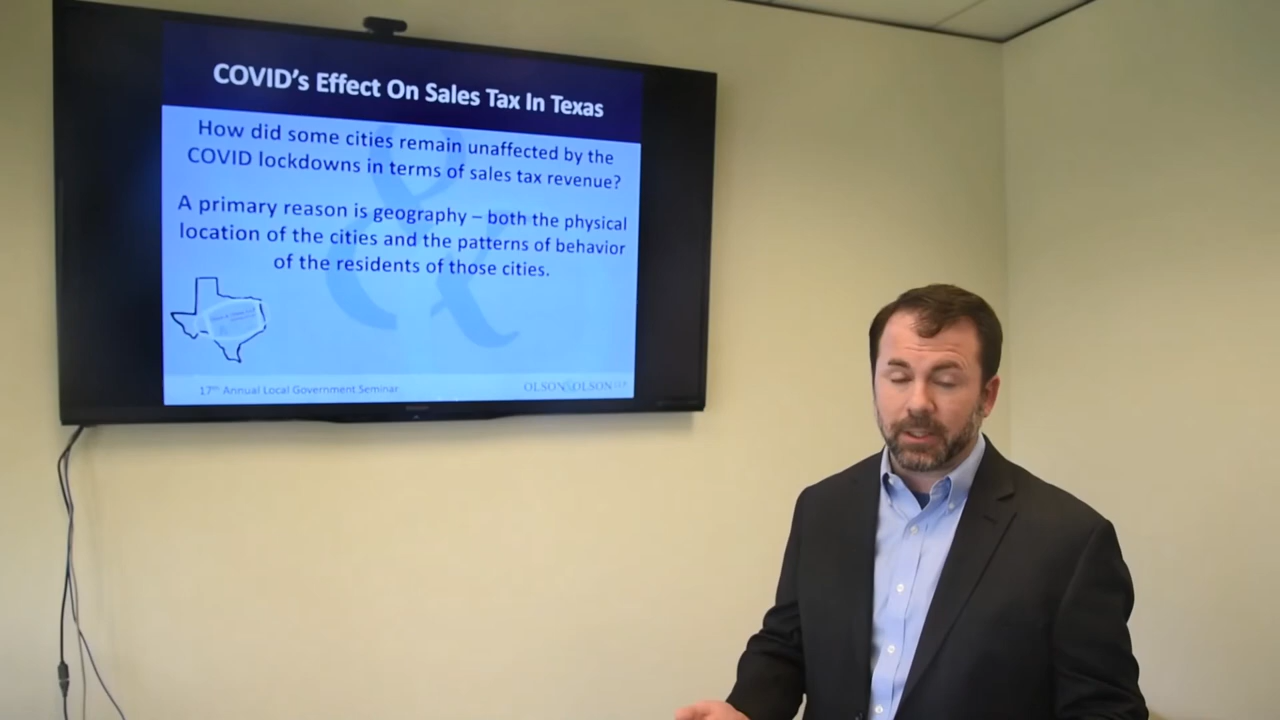 COVID's Effect On Sales Tax In Texas
How did some cities remain unaffected by the
COVID lockdowns in terms of sales tax revenue?
A primary reason is geography – both the physical
location of the cities and the patterns of behavior
of the residents of those cities.
17th Annual Local Government Seminar
OLSON&OLSON LLP